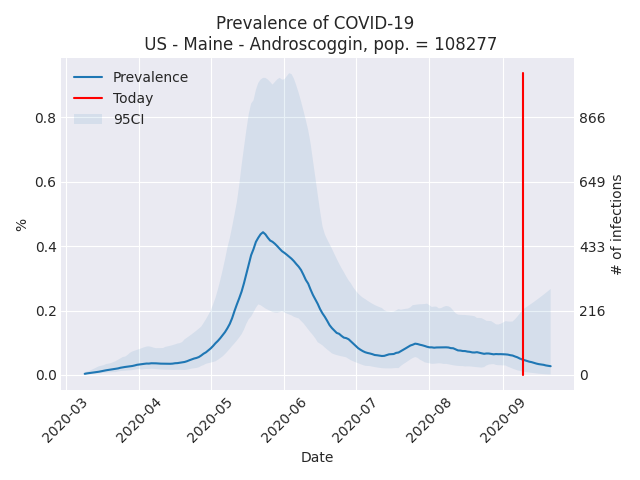 Prevalence of COVID-19
US - Maine - Androscoggin, pop. = 108277
Prevalence
Today
95CI
0.8
0.6
0.4
0.2
0.0
%
866
649
433
216
0
# of infections
2020-03
2020-04
2020-05
2020-06
2020-07
2020-08
2020-09
Date